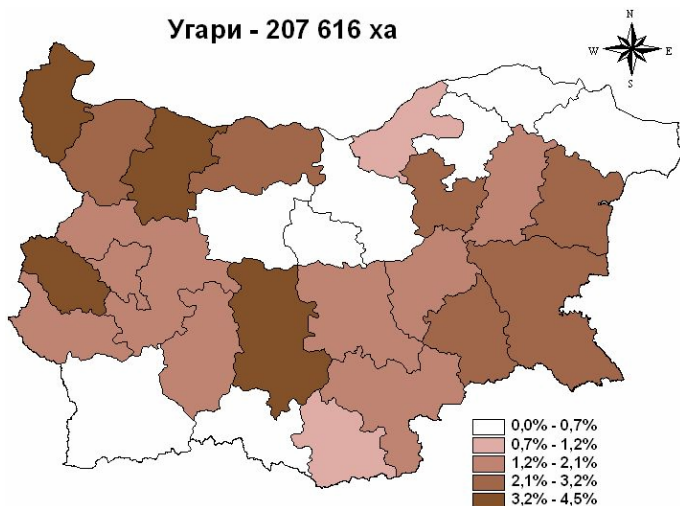 Угари - 207 616 ха
N
W E
S
0,0% - 0,7%
0,7% - 1,2%
1,2% - 2,1%
2,1% - 3,2%
3,2% - 4,5%